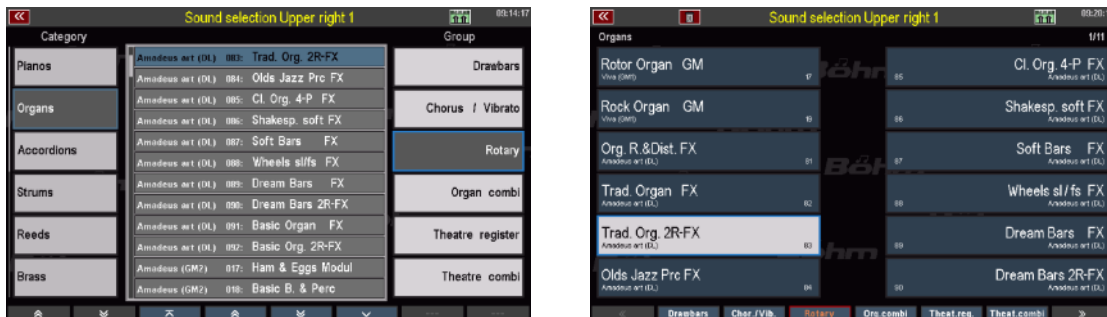 Sound selection Upper right 1
09:14:17
Category
Group
Pianos
Organs
Accordions
Strums
Reeds
Brass
Amadeus art (DL) 083: Trad. Org. 2R-FX
Amadeus art (DL) 084: Olds Jazz Prc FX
Amadeus art (DL) 085: Cl. Org. 4-P FX
Amadeus art (DL) 086: Shakesp. soft FX
Amadeus art (DL) 087: Soft Bars FX
Amadeus art (DL) 088: Wheels sl/fs FX
Amadeus art (DL) 089: Dream Bars FX
Amadeus art (DL) 090: Dream Bars 2R-FX
Amadeus art (DL) 091: Basic Organ FX
Amadeus art (DL) 092: Basic Org. 2R-FX
Amadeus (GM2) 017: Ham & Eggs Modul
Amadeus (GM2) 018: Basic B. & Perc
Drawbars
Chorus / Vibrato
Rotary
Organ combi
Theatre register
Theatre combi
Sound selection Upper right 1
09:20:
Organs
1/11
Rotor Organ GM
Viva (GM1)
17
Rock Organ GM
Viva (GM1)
19
Org. R.&Dist. FX
Amadeus art (DL)
81
Trad. Organ FX
Amadeus art (DL)
82
Trad. Org. 2R-FX
Amadeus art (DL)
83
Olds Jazz Prc FX
Amadeus art (DL)
84
Cl. Org. 4-P FX
Amadeus art (DL)
85
Shakesp. soft FX
Amadeus art (DL)
86
Soft Bars FX
Amadeus art (DL)
87
Wheels sl/fs FX
Amadeus art (DL)
88
Dream Bars FX
Amadeus art (DL)
89
Dream Bars 2R-FX
Amadeus art (DL)
90
Böhm
Drawbars Chor./Vib. Rotary Org.combi Theat.reg. Theat.combi